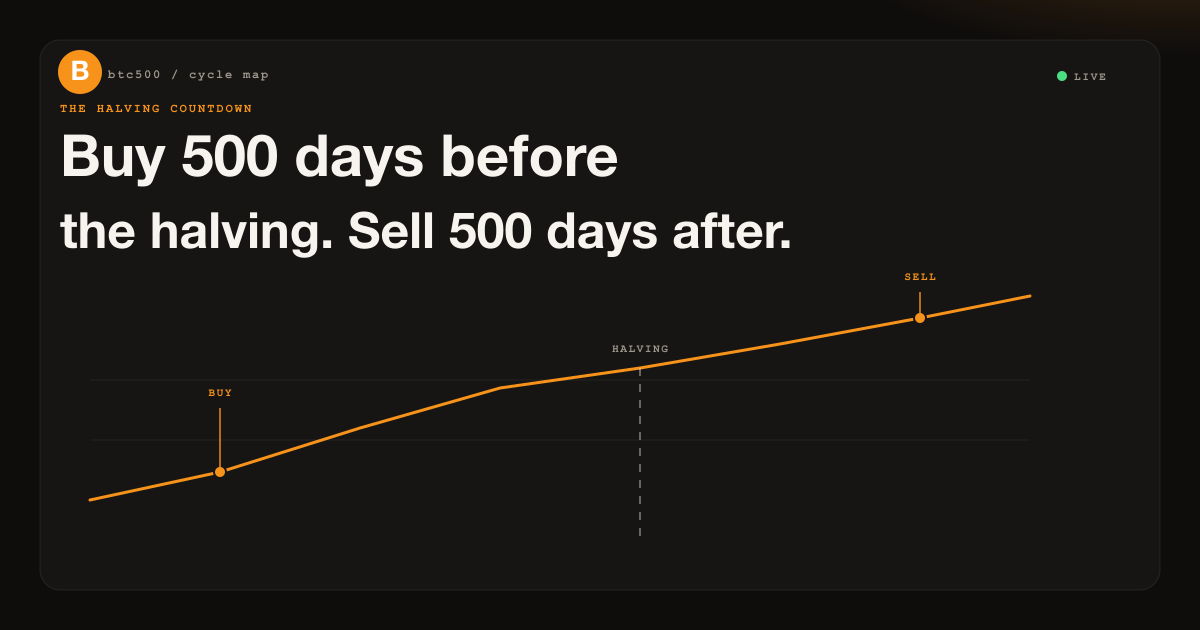 B
btc500 / cycle map
LIVE
THE HALVING COUNTDOWN
Buy 500 days before
the halving. Sell 500 days after.
SELL
HALVING
BUY